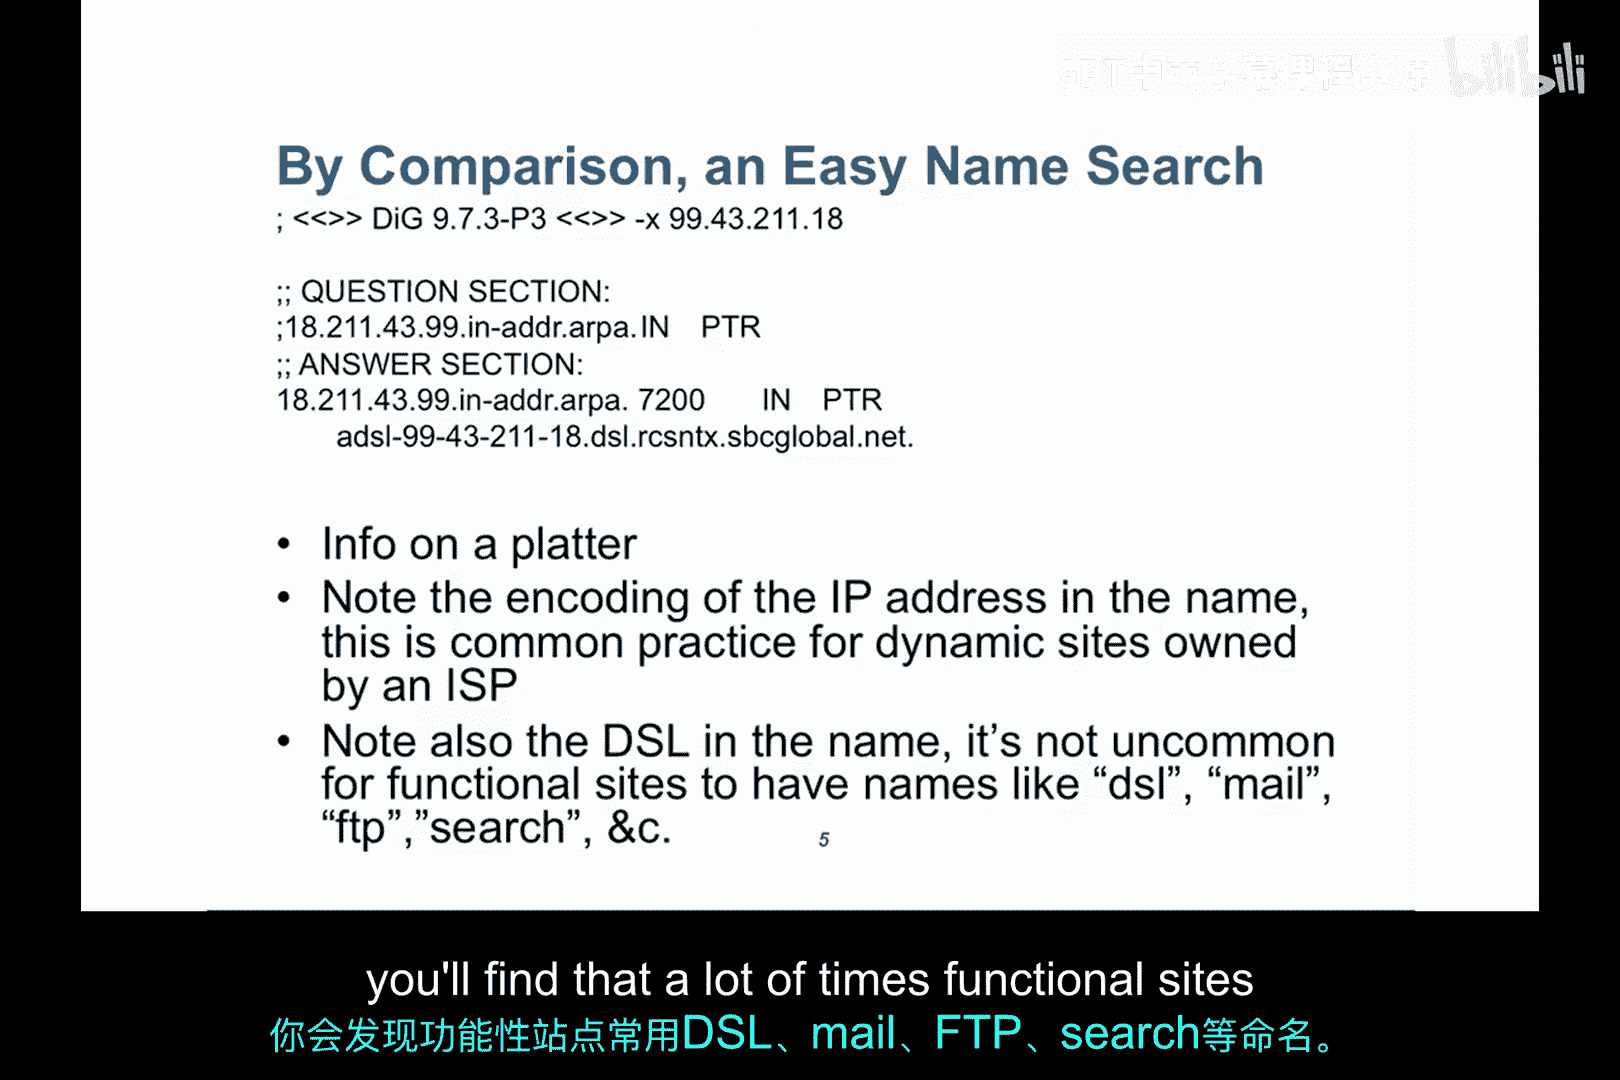 bilibili
By Comparison, an Easy Name Search
; <<>> DiG 9.7.3-P3 <<>> -x 99.43.211.18
;; QUESTION SECTION:
;18.211.43.99.in-addr.arpa. IN PTR
;; ANSWER SECTION:
18.211.43.99.in-addr.arpa. 7200 IN PTR
adsl-99-43-211-18.dsl.rcsntx.sbcglobal.net.
• Info on a platter
• Note the encoding of the IP address in the name,
this is common practice for dynamic sites owned
by an ISP
• Note also the DSL in the name, it’s not uncommon
for functional sites to have names like “dsl”, “mail”,
“ftp”,”search”, &c.
5
you'll find that a lot of times functional sites
你会发现功能性站点常用DSL、mail、FTP、search等命名。